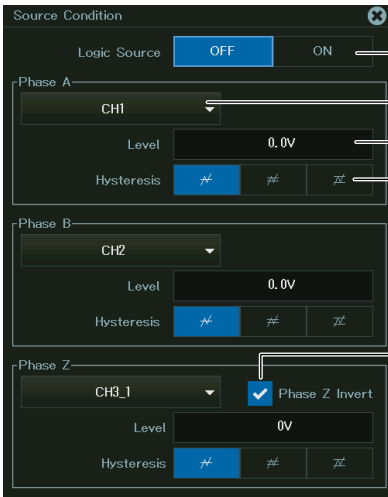 Source Condition
Logic Source OFF ON
Phase A
CH1
Level 0.0V
Hysteresis
Phase B
CH2
Level 0.0V
Hysteresis
Phase Z
CH3_1 Phase Z Invert
Level 0V
Hysteresis